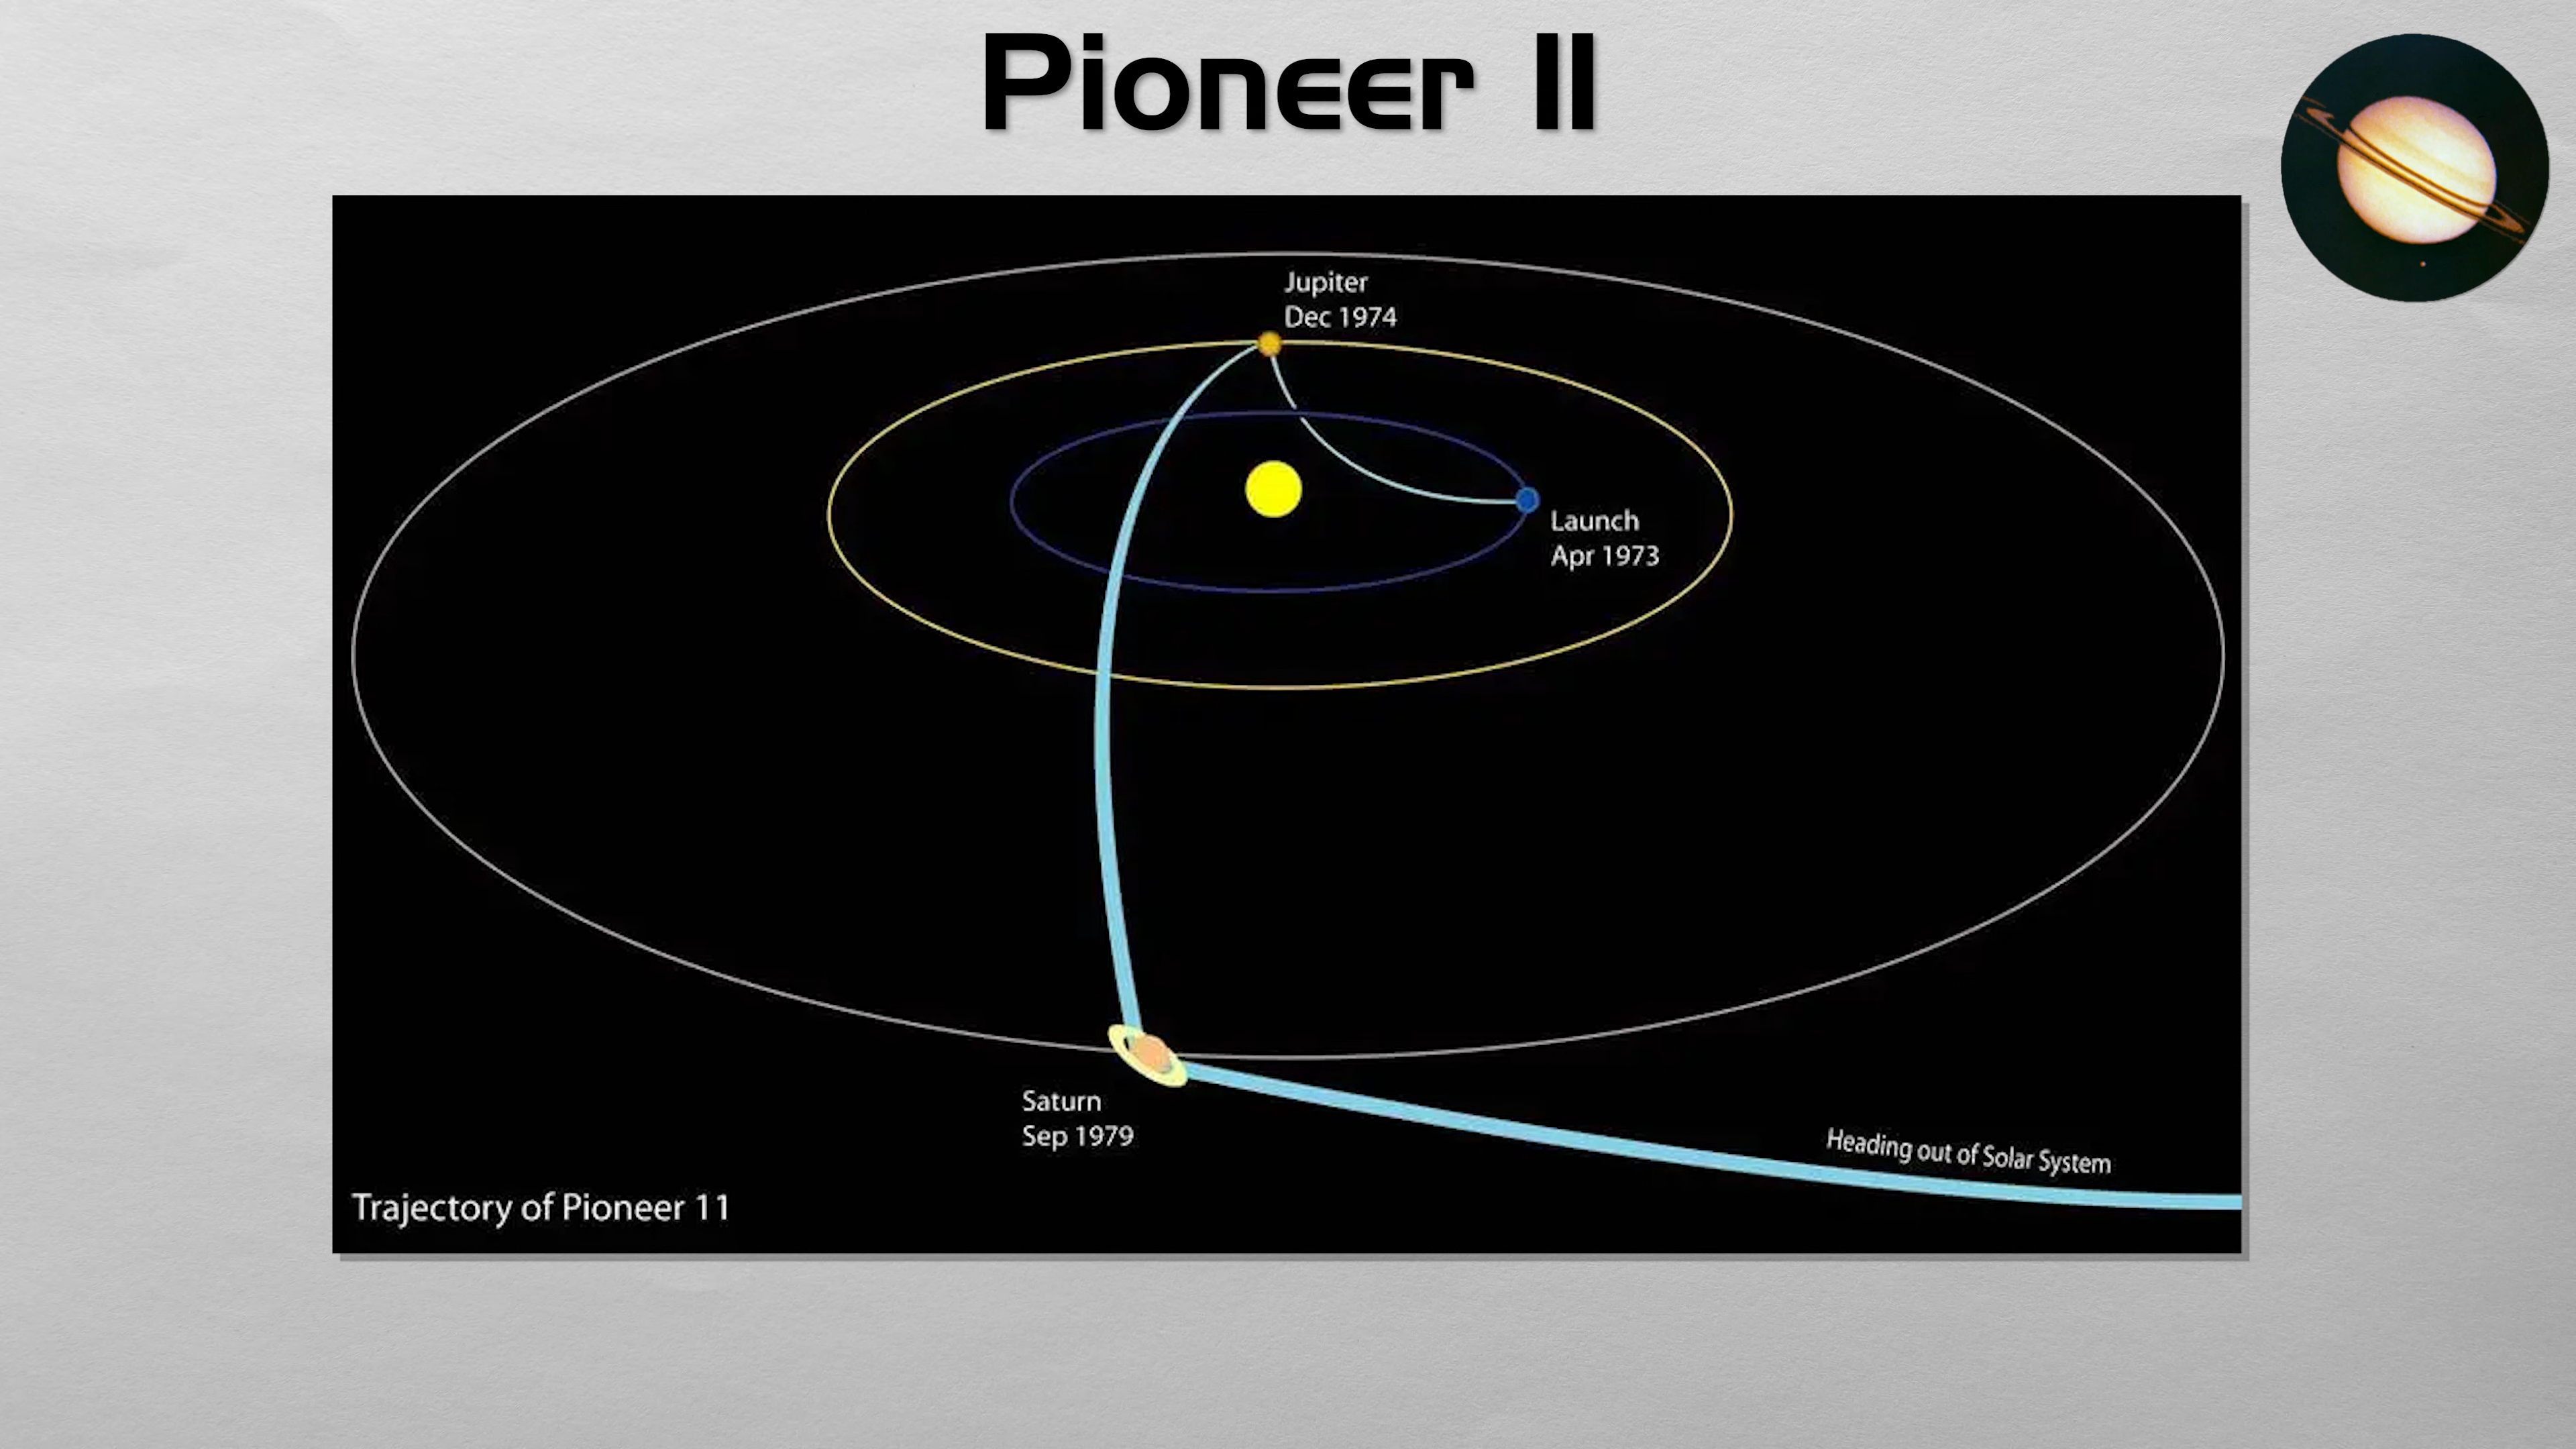 Pioneer 11
Jupiter
Dec 1974
Launch
Apr 1973
Saturn
Sep 1979
Heading out of Solar System
Trajectory of Pioneer 11